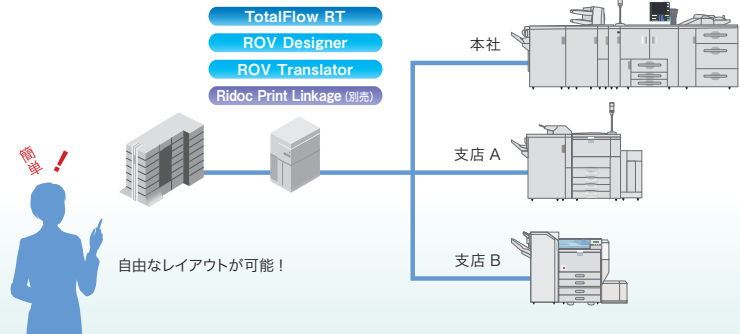 TotalFlow RT
ROV Designer
ROV Translator
Ridoc Print Linkage (別売)
本社
支店 A
支店 B
簡単!
自由なレイアウトが可能！